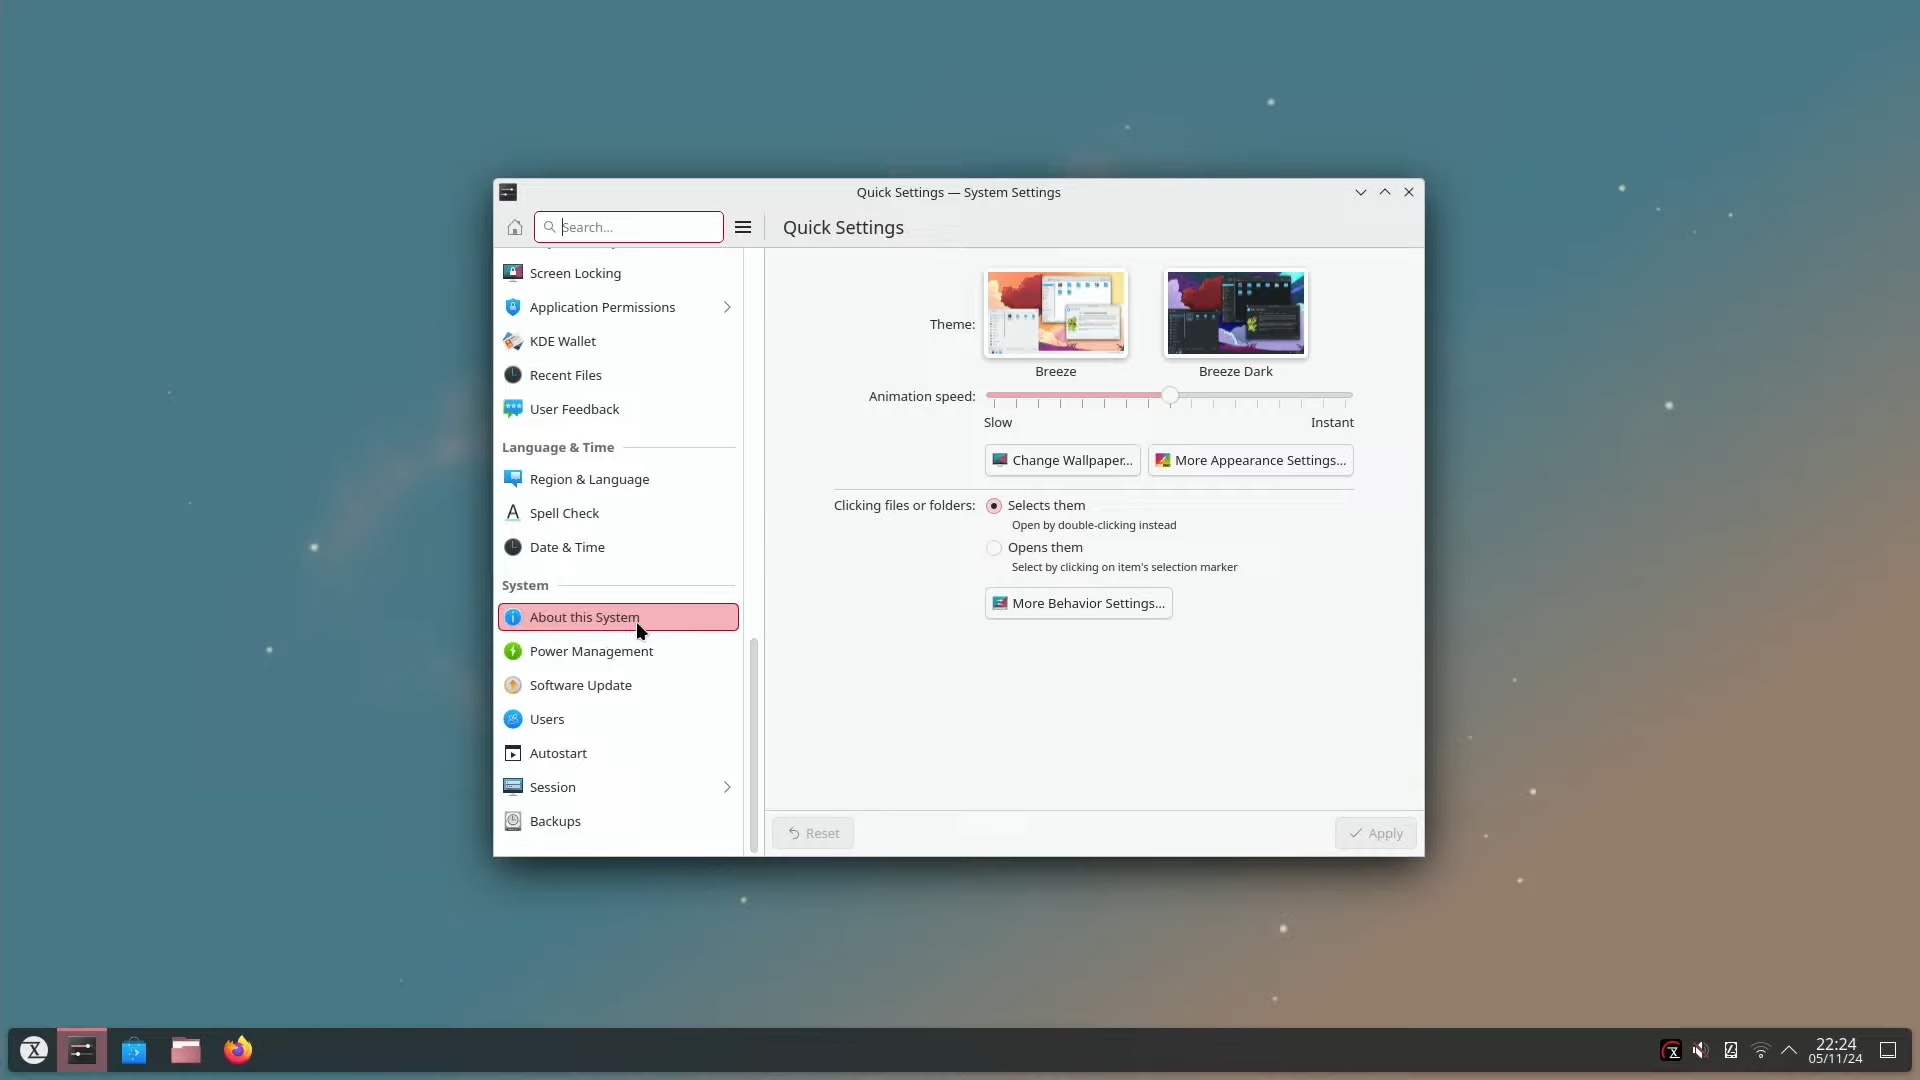 Quick Settings — System Settings
Search...
Quick Settings
Screen Locking
Application Permissions
KDE Wallet
Recent Files
User Feedback
Language & Time
Region & Language
Spell Check
Date & Time
System
About this System
Power Management
Software Update
Users
Autostart
Session
Backups
Theme:
Breeze
Breeze Dark
Animation speed:
Slow
Instant
Change Wallpaper...
More Appearance Settings...
Clicking files or folders:
Selects them
Open by double-clicking instead
Opens them
Select by clicking on item's selection marker
More Behavior Settings...
Reset
Apply
22:24
05/11/24